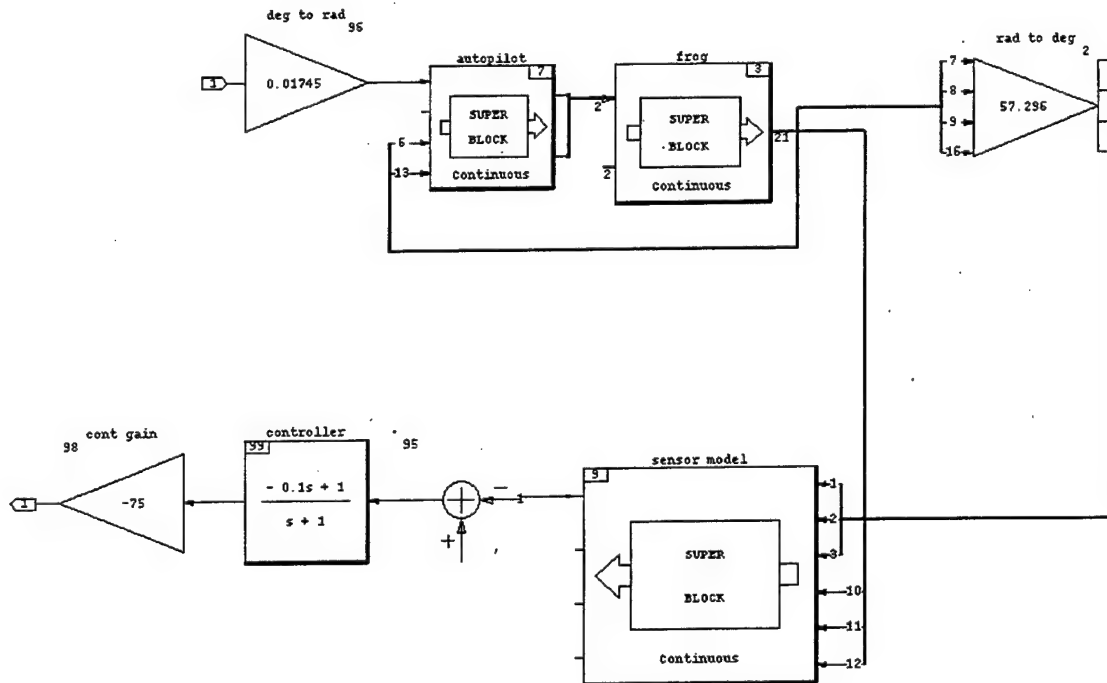 deg to rad
96
1
0.01745
autopilot
7
SUPER
BLOCK
Continuous
6
13
frog
3
2
SUPER
BLOCK
2
Continuous
21
rad to deg
2
7
8
9
16
57.296
98
cont gain
-75
1
controller
99
- 0.1s + 1
s + 1
95
−
1
+
sensor model
9
SUPER
BLOCK
Continuous
1
2
3
10
11
12